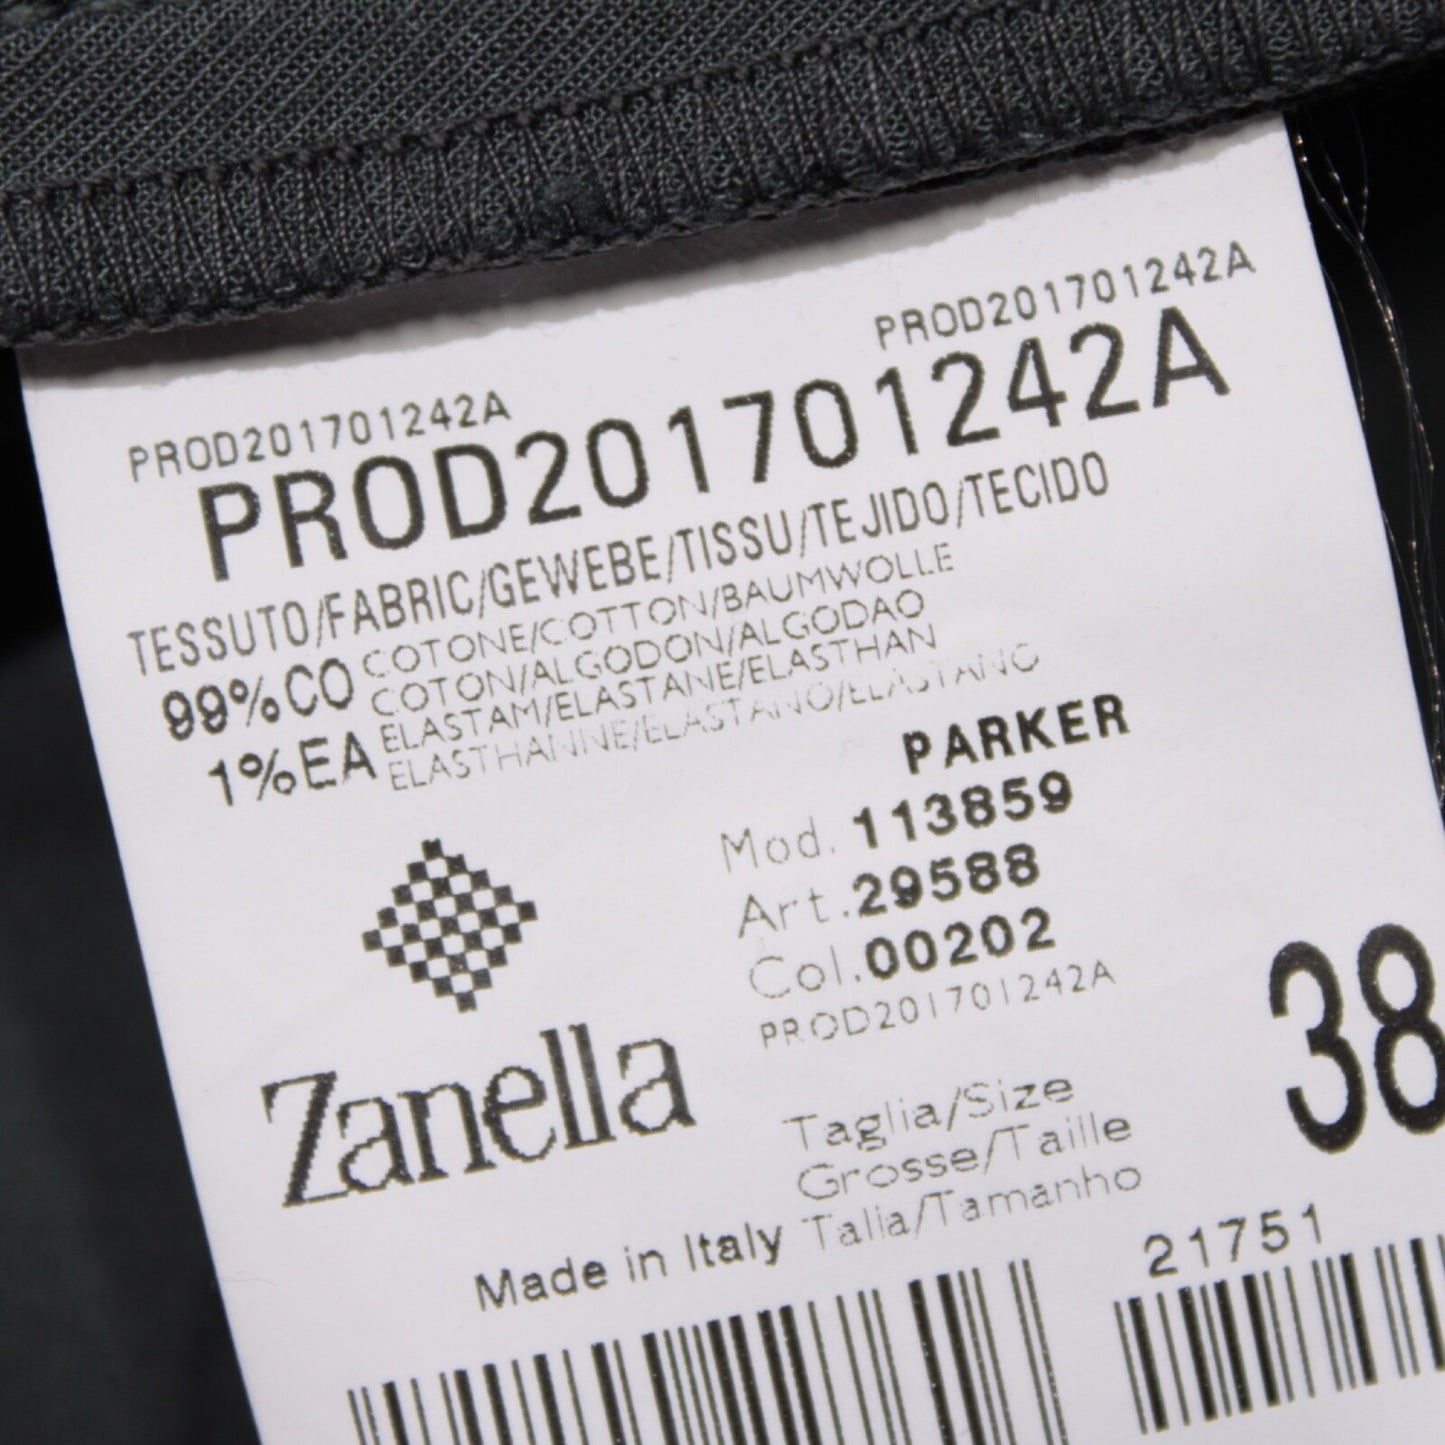 PROD201701242A
PROD201701242A
PROD201701242A
TESSUTO/FABRIC/GEWEBE/TISSU/TEJIDO/TECIDO
99%CO COTONE/COTTON/BAUMWOLLE
COTON/ALGODON/ALGODAO
1%EA ELASTAM/ELASTANE/ELASTHAN
ELASTHANNE/ELASTANO/ELASTANO
PARKER
Mod. 113859
Art.29588
Col.00202
PROD201701242A
Zanella
Taglia/Size
Grosse/Taille
Talia/Tamanho
38
Made in Italy
21751